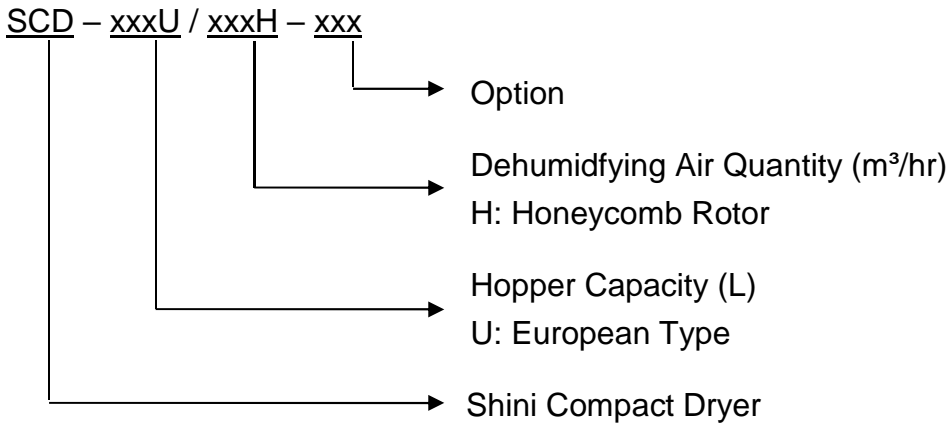 SCD – xxxU / xxxH – xxx
Option
Dehumidfying Air Quantity (m³/hr)
H: Honeycomb Rotor
Hopper Capacity (L)
U: European Type
Shini Compact Dryer